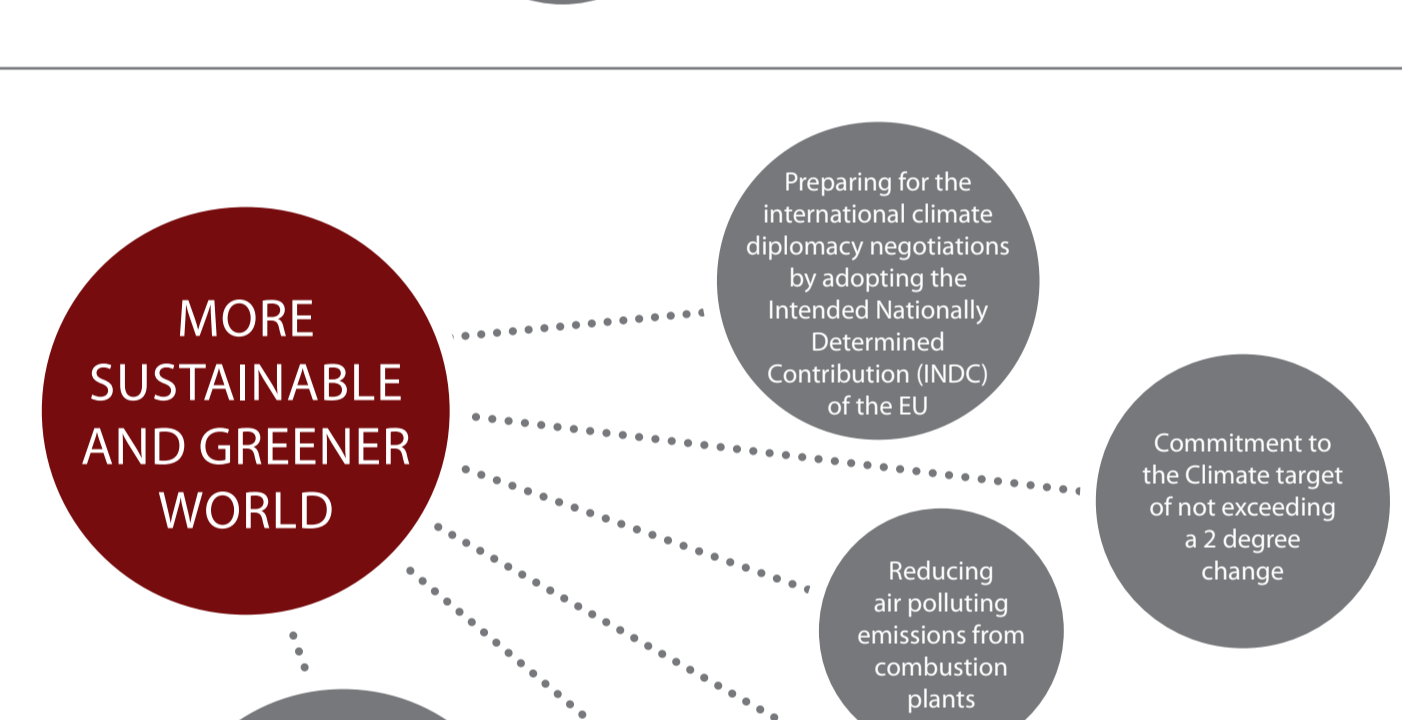 MORE
SUSTAINABLE
AND GREENER
WORLD
Preparing for the
international climate
diplomacy negotiations
by adopting the
Intended Nationally
Determined
Contribution (INDC)
of the EU
Commitment to
the Climate target
of not exceeding
a 2 degree
change
Reducing
air polluting
emissions from
combustion
plants